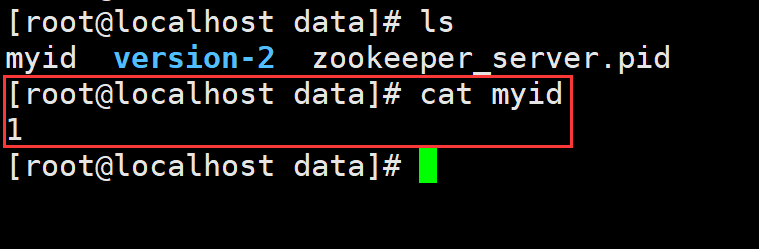 [root@localhost data]# ls
myid  version-2  zookeeper_server.pid
[root@localhost data]# cat myid
1
[root@localhost data]#